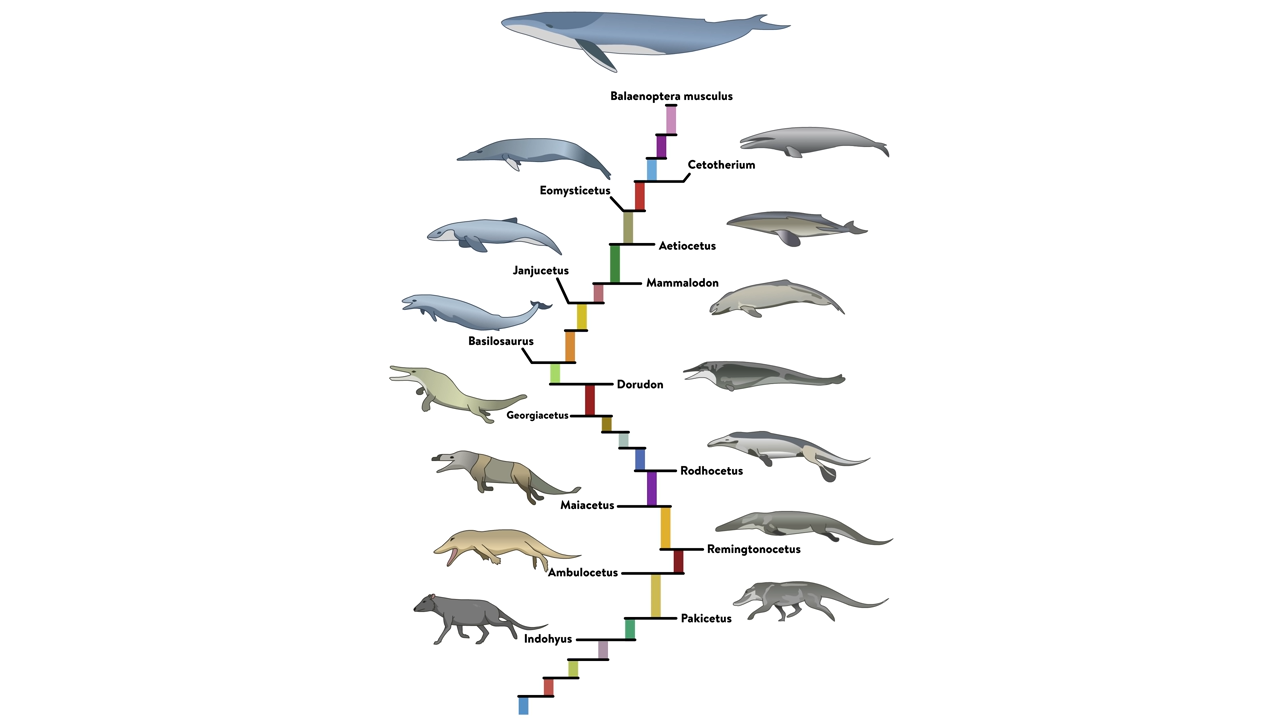 Balaenoptera musculus
Cetotherium
Eomysticetus
Aetiocetus
Janjucetus
Mammalodon
Basilosaurus
Dorudon
Georgiacetus
Rodhocetus
Maiacetus
Remingtonocetus
Ambulocetus
Pakicetus
Indohyus